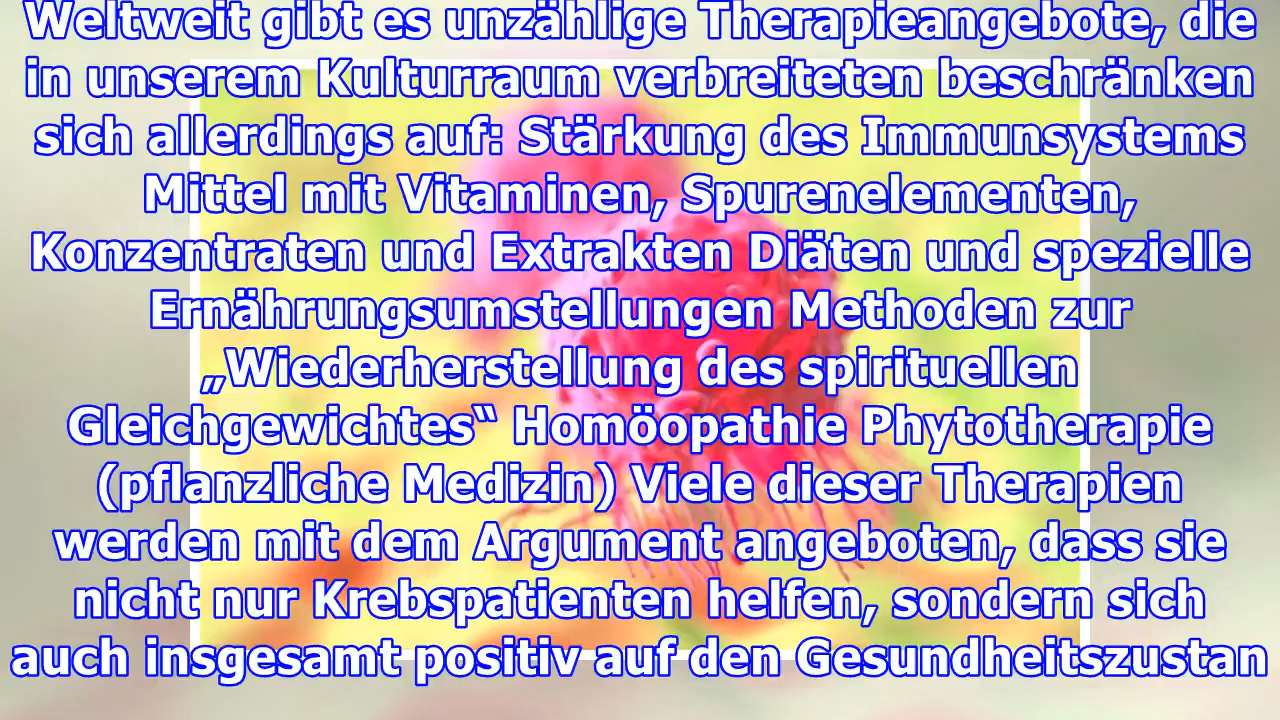 Weltweit gibt es unzählige Therapieangebote, die
in unserem Kulturraum verbreiteten beschränken
sich allerdings auf: Stärkung des Immunsystems
Mittel mit Vitaminen, Spurenelementen,
Konzentraten und Extrakten Diäten und spezielle
Ernährungsumstellungen Methoden zur
„Wiederherstellung des spirituellen
Gleichgewichtes“ Homöopathie Phytotherapie
(pflanzliche Medizin) Viele dieser Therapien
werden mit dem Argument angeboten, dass sie
nicht nur Krebspatienten helfen, sondern sich
auch insgesamt positiv auf den Gesundheitszustan